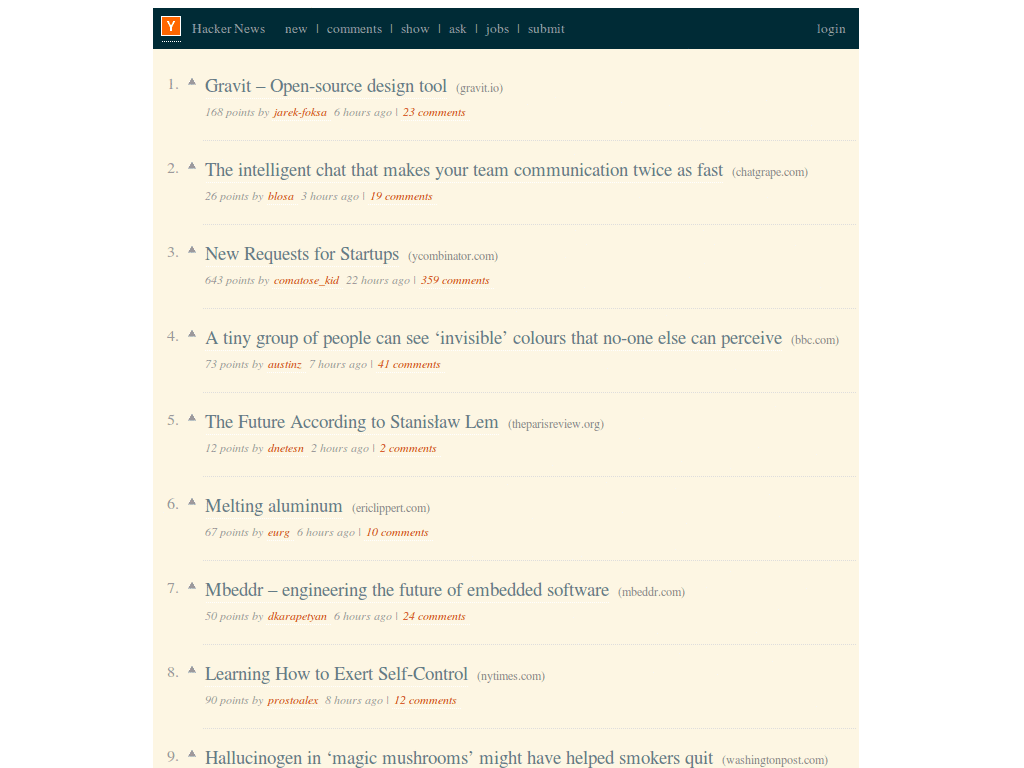 Y Hacker News new | comments | show | ask | jobs | submit login
1. Gravit – Open-source design tool (gravit.io)
168 points by jarek-foksa 6 hours ago | 23 comments
2. The intelligent chat that makes your team communication twice as fast (chatgrape.com)
26 points by blosa 3 hours ago | 19 comments
3. New Requests for Startups (ycombinator.com)
643 points by comatose_kid 22 hours ago | 359 comments
4. A tiny group of people can see ‘invisible’ colours that no-one else can perceive (bbc.com)
73 points by austinz 7 hours ago | 41 comments
5. The Future According to Stanisław Lem (theparisreview.org)
12 points by dnetesn 2 hours ago | 2 comments
6. Melting aluminum (ericlippert.com)
67 points by eurg 6 hours ago | 10 comments
7. Mbeddr – engineering the future of embedded software (mbeddr.com)
50 points by dkarapetyan 6 hours ago | 24 comments
8. Learning How to Exert Self-Control (nytimes.com)
90 points by prostoalex 8 hours ago | 12 comments
9. Hallucinogen in ‘magic mushrooms’ might have helped smokers quit (washingtonpost.com)